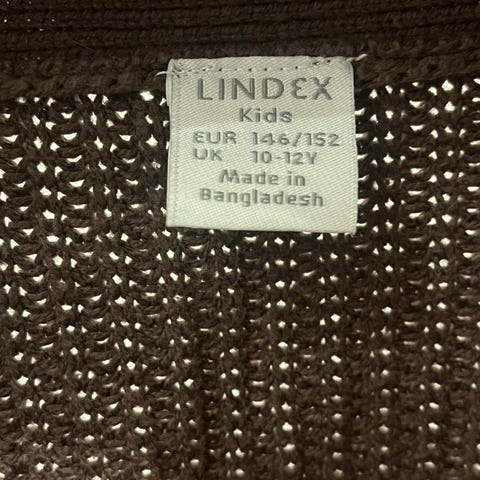 LINDEX
Kids
EUR 146/152
UK 10-12Y
Made in
Bangladesh